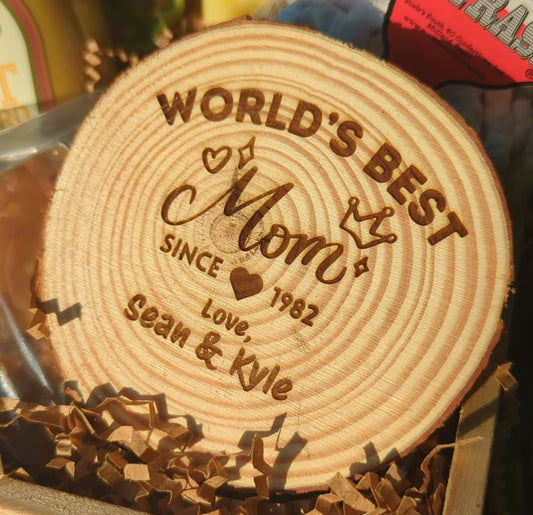 WORLD'S BEST
Mom
SINCE 1982
Love,
Sean & Kyle